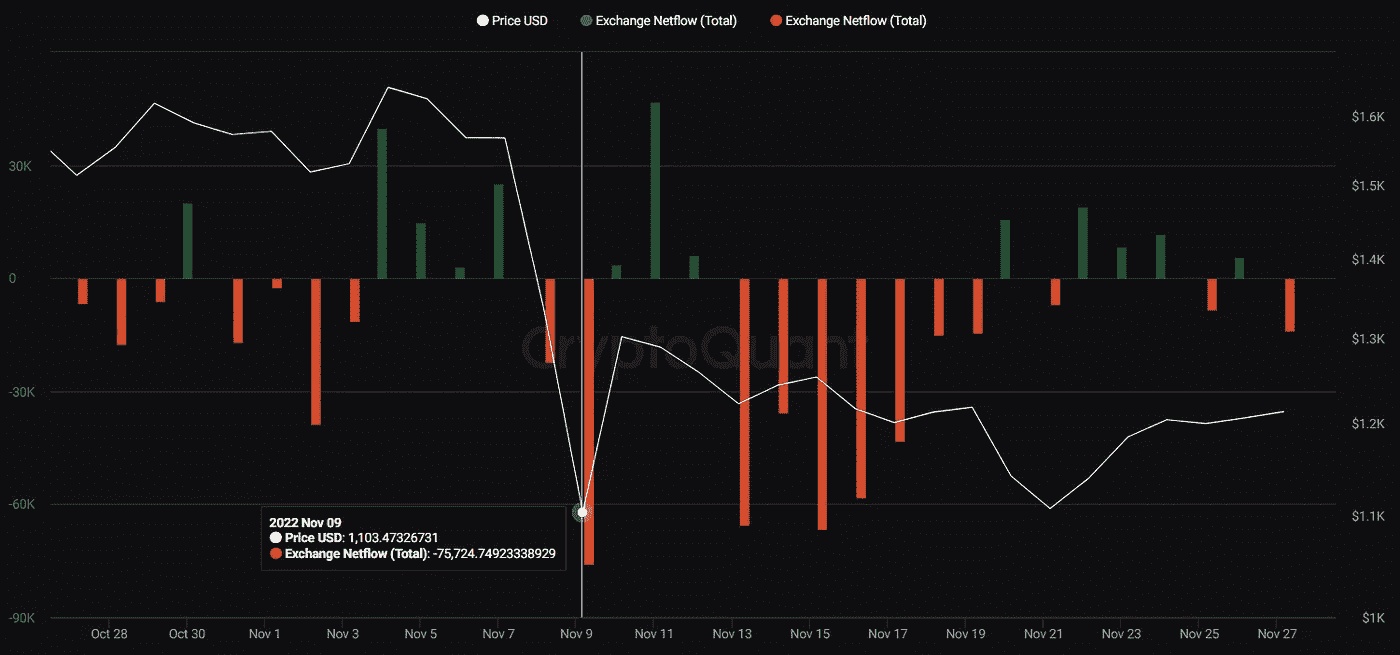 Price USD Exchange Netflow (Total) Exchange Netflow (Total)
30K
0
-30K
-60K
-90K
$1.6K
$1.5K
$1.4K
$1.3K
$1.2K
$1.1K
$1K
CryptoQuant
2022 Nov 09
Price USD: 1,103.47326731
Exchange Netflow (Total): -75,724.74923338929
Oct 28 Oct 30 Nov 1 Nov 3 Nov 5 Nov 7 Nov 9 Nov 11 Nov 13 Nov 15 Nov 17 Nov 19 Nov 21 Nov 23 Nov 25 Nov 27